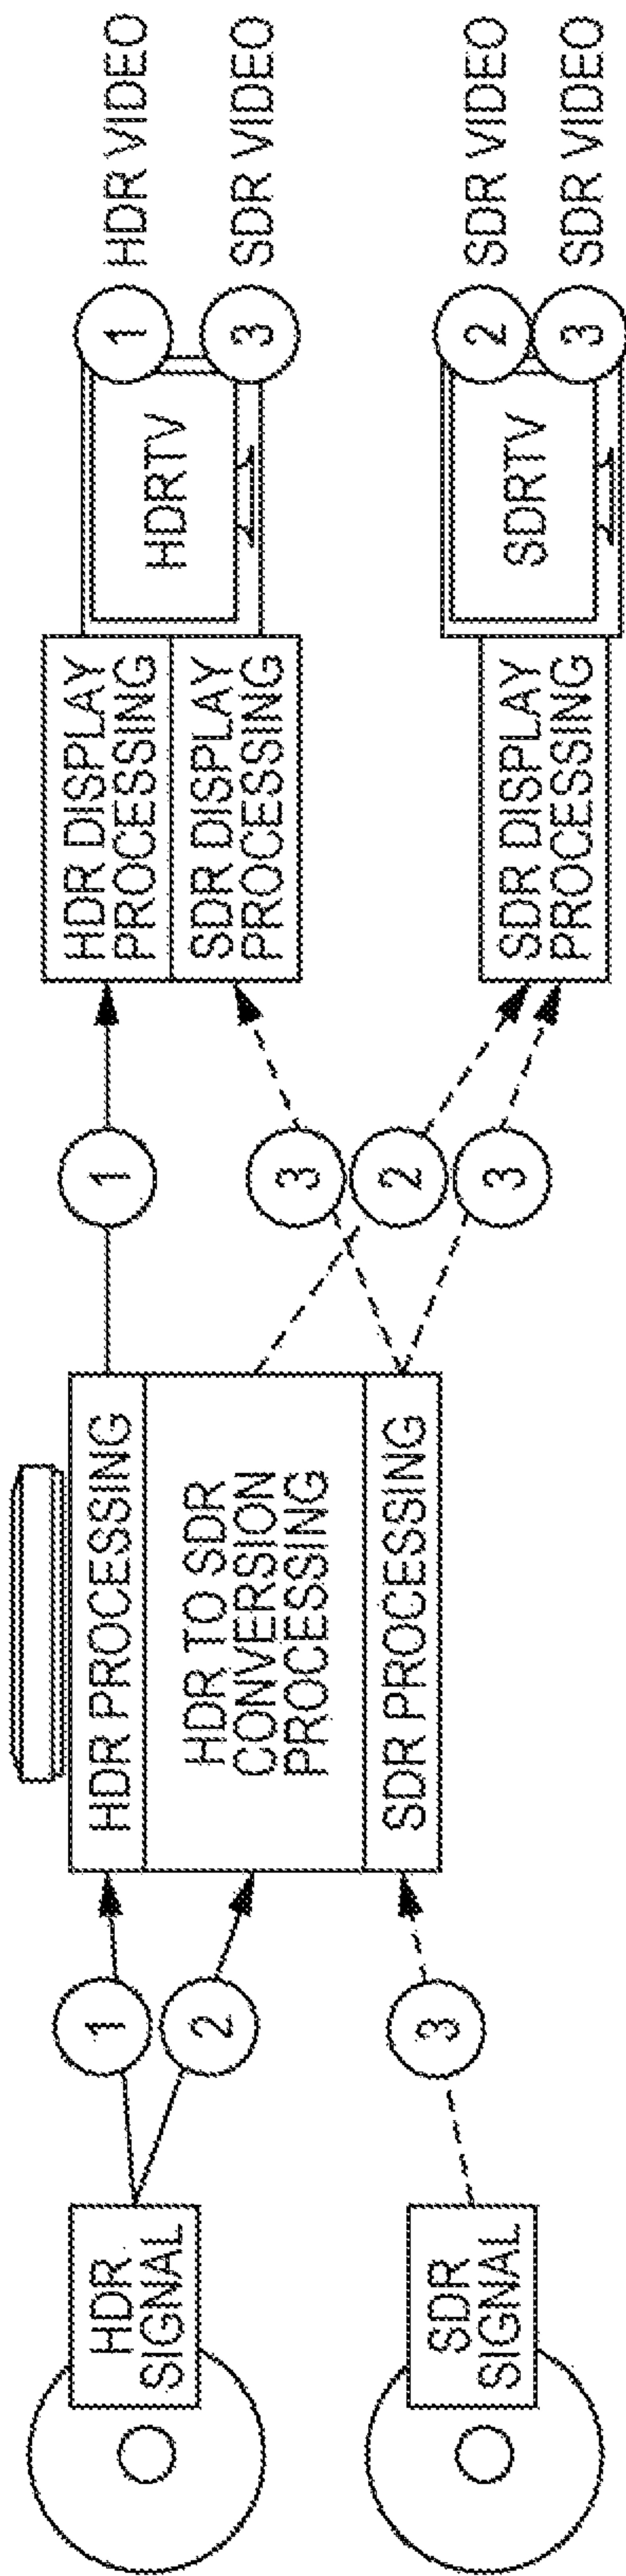 HDR
SIGNAL
SDR
SIGNAL
1
2
3
HDR PROCESSING
HDR TO SDR
CONVERSION
PROCESSING
SDR PROCESSING
1
3
2
3
HDR DISPLAY
PROCESSING
SDR DISPLAY
PROCESSING
SDR DISPLAY
PROCESSING
HDRTV
SDRTV
1 HDR VIDEO
3 SDR VIDEO
2 SDR VIDEO
3 SDR VIDEO